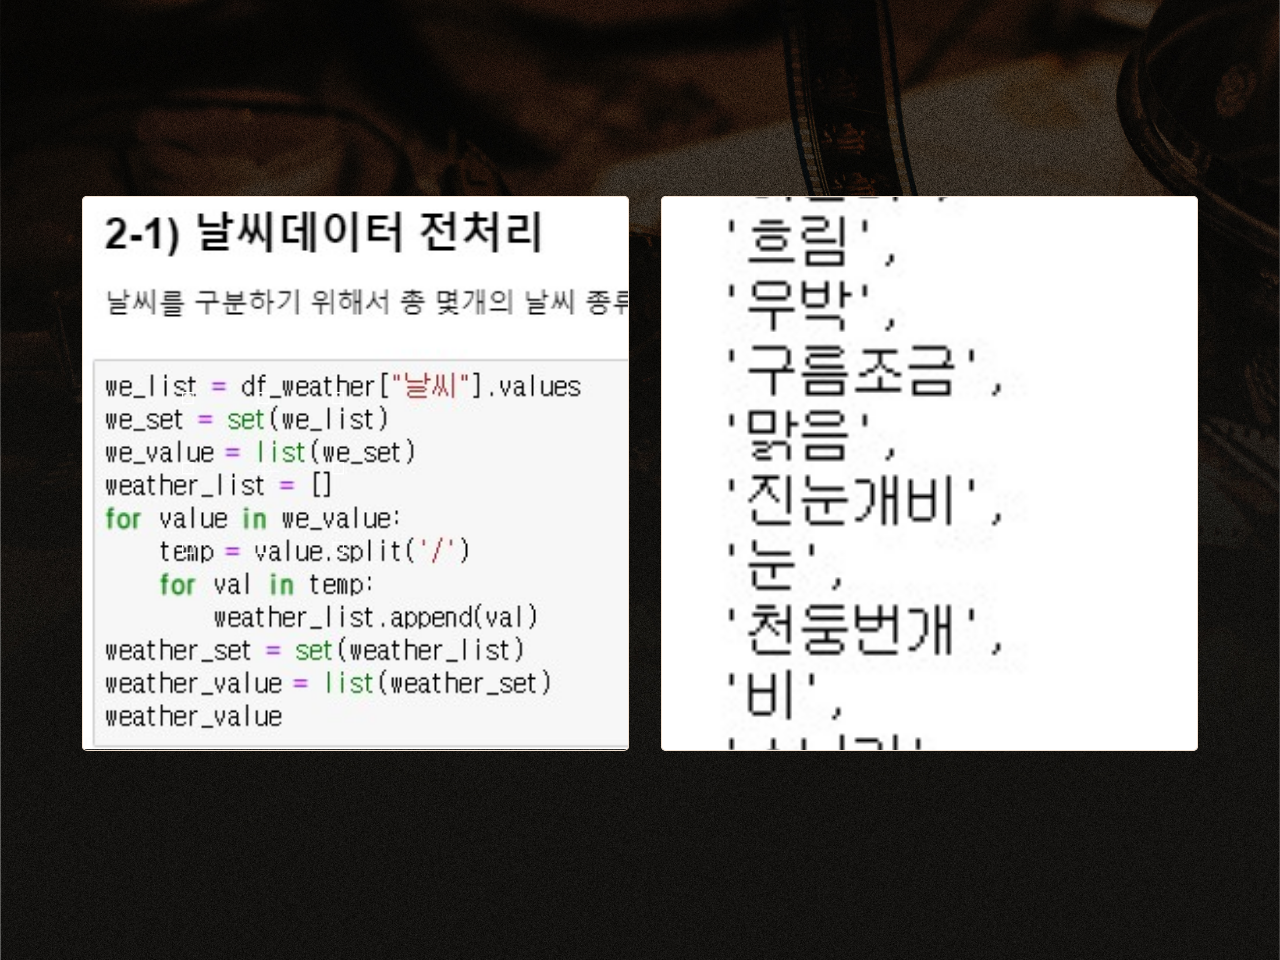 2-1) 날씨데이터 전처리
날씨를 구분하기 위해서 총 몇개의 날씨 종류
we_list = df_weather["날씨"].values
we_set = set(we_list)
we_value = list(we_set)
weather_list = []
for value in we_value:
    temp = value.split('/')
    for val in temp:
        weather_list.append(val)
weather_set = set(weather_list)
weather_value = list(weather_set)
weather_value
'흐림',
'우박',
'구름조금',
'맑음',
'진눈개비',
'눈',
'천둥번개',
'비',